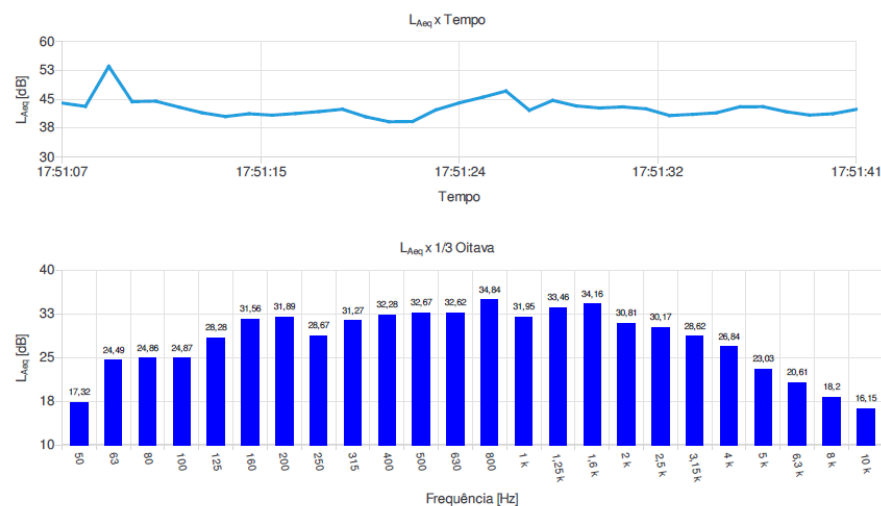 LAeq x Tempo
LAeq [dB]
60
53
45
38
30
17:51:07 17:51:15 17:51:24 17:51:32 17:51:41
Tempo
LAeq x 1/3 Oitava
LAeq [dB]
40
33
25
18
10
17,32 24,49 24,86 24,87 28,28 31,56 31,89 28,67 31,27 32,28 32,67 32,62 34,84 31,95 33,46 34,16 30,81 30,17 28,62 26,84 23,03 20,61 18,2 16,15
50 63 80 100 125 160 200 250 315 400 500 630 800 1 k 1,25 k 1,6 k 2 k 2,5 k 3,15 k 4 k 5 k 6,3 k 8 k 10 k
Frequência [Hz]